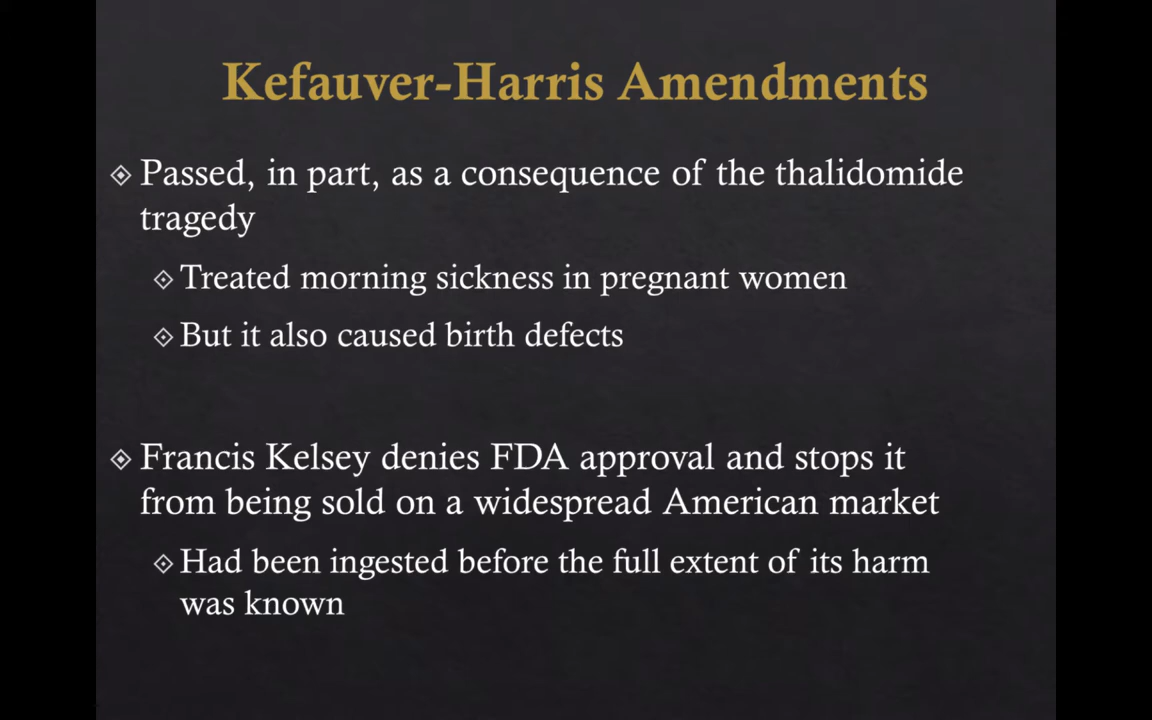 Kefauver-Harris Amendments
Passed, in part, as a consequence of the thalidomide
tragedy
Treated morning sickness in pregnant women
But it also caused birth defects
Francis Kelsey denies FDA approval and stops it
from being sold on a widespread American market
Had been ingested before the full extent of its harm
was known